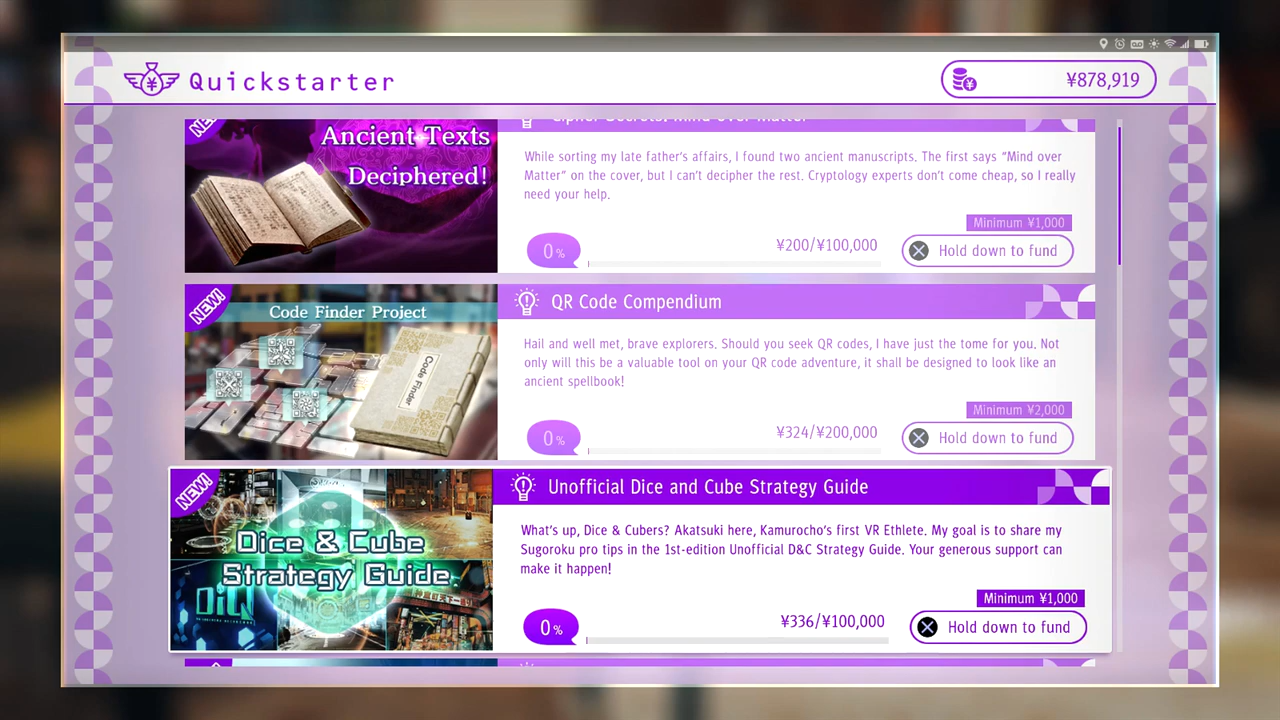 Quickstarter
¥878,919
NEW!
Ancient Texts
Deciphered!
Cipher Secrets: Mind Over Matter
While sorting my late father's affairs, I found two ancient manuscripts. The first says "Mind over
Matter" on the cover, but I can't decipher the rest. Cryptology experts don't come cheap, so I really
need your help.
Minimum ¥1,000
0%
¥200/¥100,000
Hold down to fund
NEW!
Code Finder Project
Code Finder
QR Code Compendium
Hail and well met, brave explorers. Should you seek QR codes, I have just the tome for you. Not
only will this be a valuable tool on your QR code adventure, it shall be designed to look like an
ancient spellbook!
Minimum ¥2,000
0%
¥324/¥200,000
Hold down to fund
NEW!
Dice & Cube
Strategy Guide
Unofficial Dice and Cube Strategy Guide
What's up, Dice & Cubers? Akatsuki here, Kamurocho's first VR Ethlete. My goal is to share my
Sugoroku pro tips in the 1st-edition Unofficial D&C Strategy Guide. Your generous support can
make it happen!
Minimum ¥1,000
0%
¥336/¥100,000
Hold down to fund